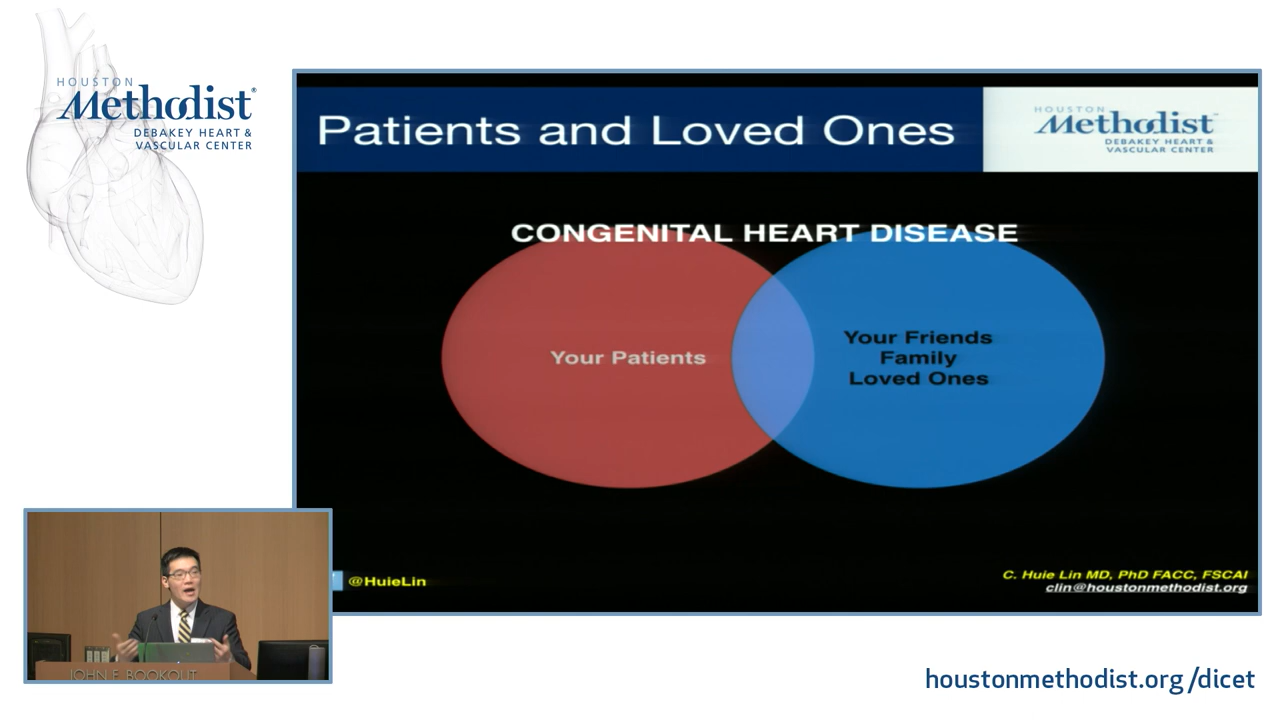 HOUSTON
Methodist®
DEBAKEY HEART &
VASCULAR CENTER
Patients and Loved Ones
HOUSTON
Methodist
DEBAKEY HEART &
VASCULAR CENTER
CONGENITAL HEART DISEASE
Your Patients
Your Friends
Family
Loved Ones
@HuieLin
C. Huie Lin MD, PhD FACC, FSCAI
clin@houstonmethodist.org
JOHN F. BOOKOUT
houstonmethodist.org/dicet